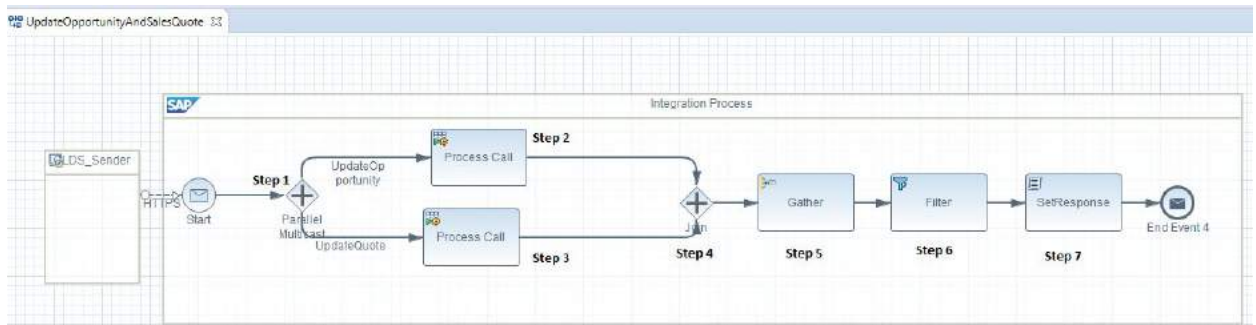 UpdateOpportunityAndSalesQuote
SAP
Integration Process
LDS_Sender
HTTPS
Start
Step 1
Parallel
Multicast
UpdateOp
portunity
Process Call
Step 2
UpdateQuote
Process Call
Step 3
Join
Step 4
Gather
Step 5
Filter
Step 6
SetResponse
Step 7
End Event 4